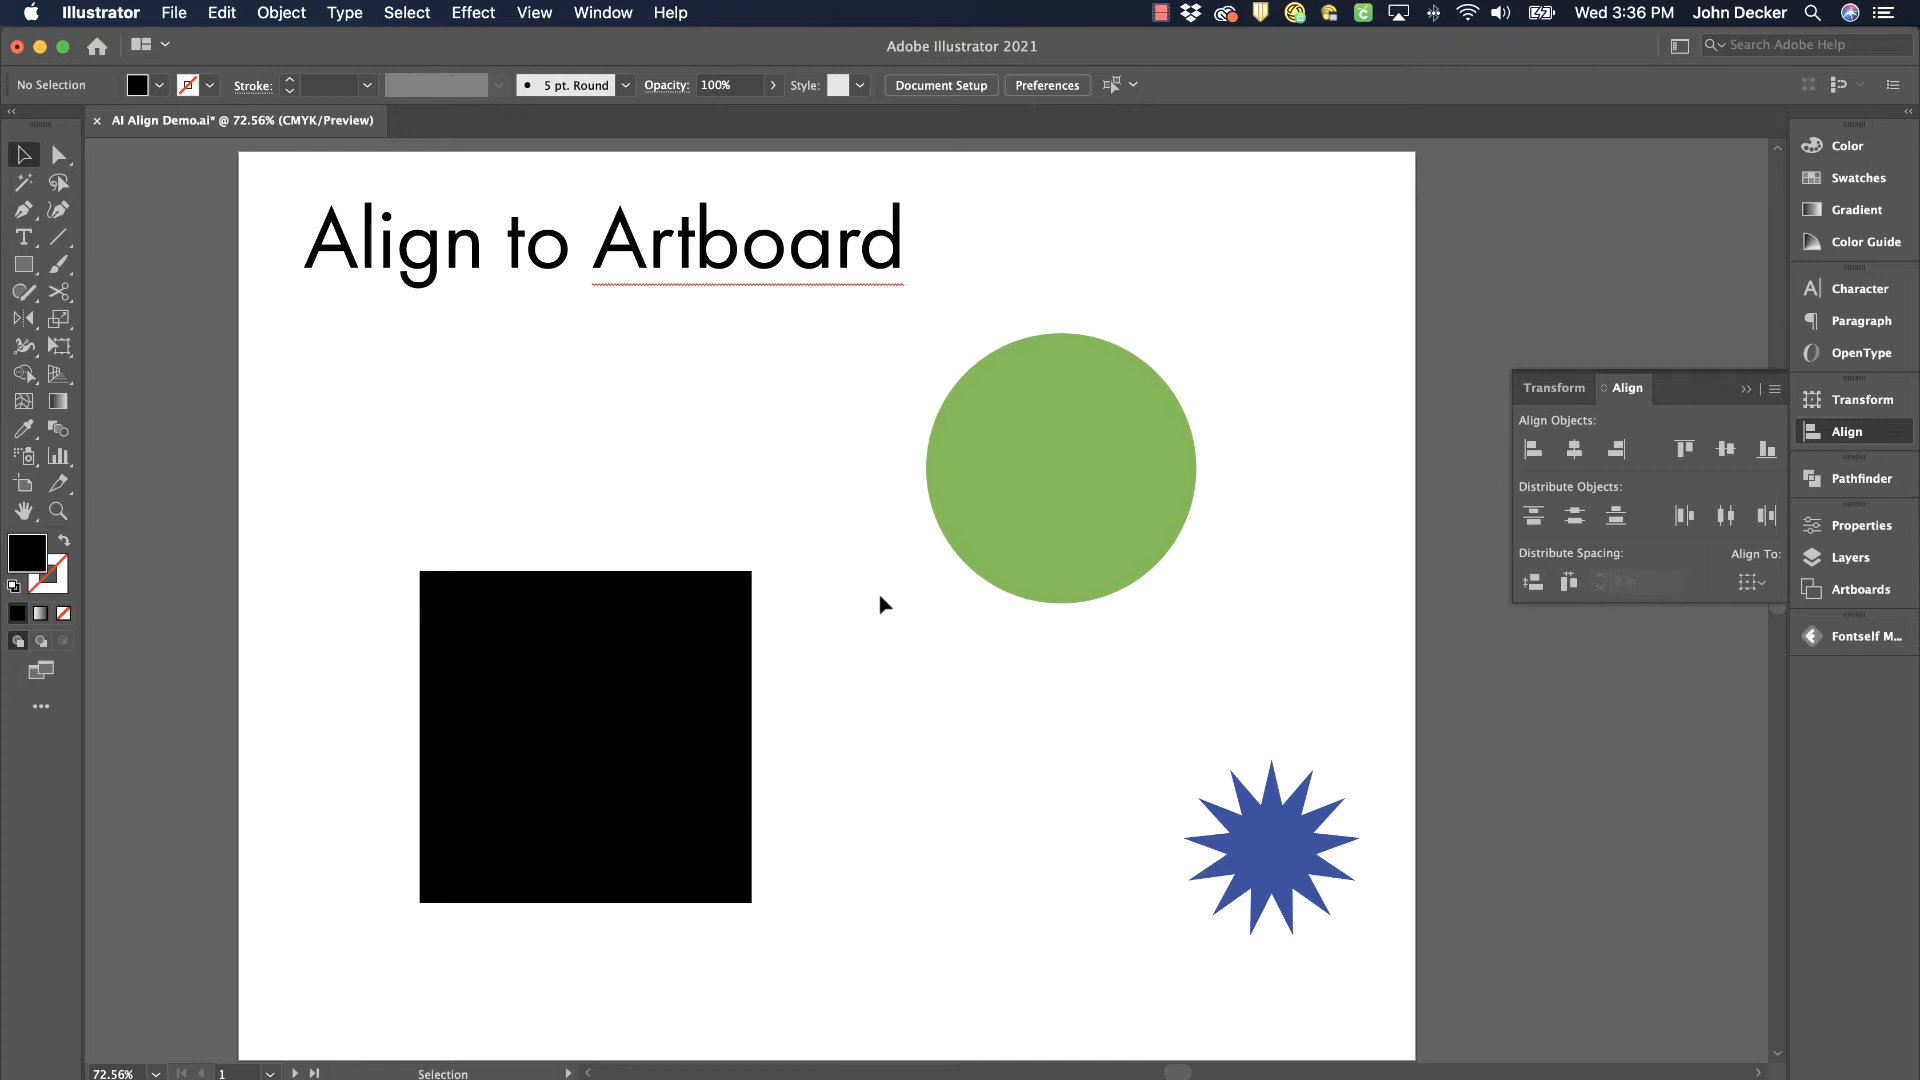 Illustrator File Edit Object Type Select Effect View Window Help
Wed 3:36 PM John Decker
Adobe Illustrator 2021
Search Adobe Help
No Selection
Stroke:
5 pt. Round
Opacity: 100%
Style:
Document Setup
Preferences
AI Align Demo.ai* @ 72.56% (CMYK/Preview)
Align to Artboard
Transform
Align
Align Objects:
Distribute Objects:
Distribute Spacing:
Align To:
0 in
Color
Swatches
Gradient
Color Guide
Character
Paragraph
OpenType
Transform
Align
Pathfinder
Properties
Layers
Artboards
Fontself M...
72.56%
1
Selection